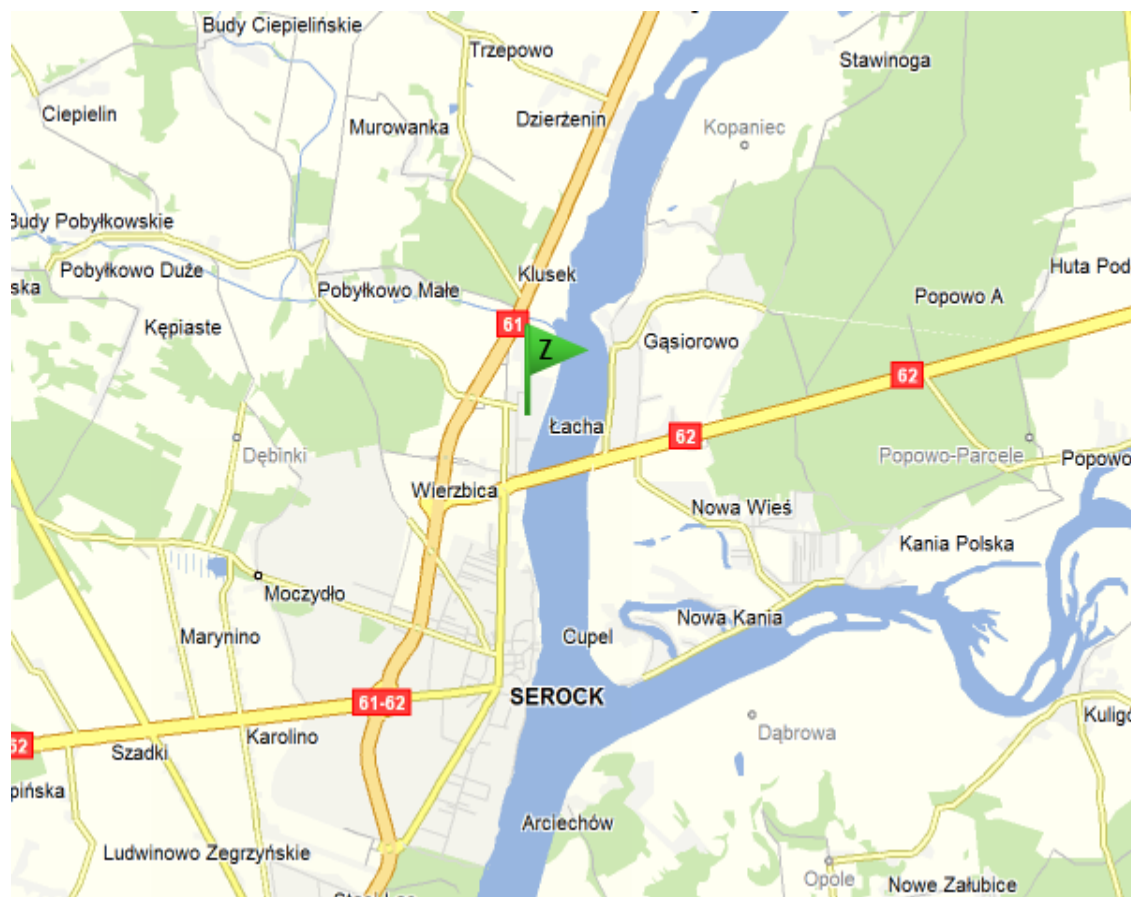 Budy Ciepielińskie
Trzepowo
Stawinoga
Ciepielin
Dzierżenin
Murowanka
Kopaniec
Budy Pobyłkowskie
Pobyłkowo Duże
Klusek
Huta Pod
ska
Pobyłkowo Małe
Popowo A
Kępiaste
61
Z
Gąsiorowo
62
Łacha
62
Dębinki
Popowo-Parcele
Popowo
Wierzbica
Nowa Wieś
Kania Polska
Moczydło
Marynino
Cupel
Nowa Kania
61-62
SEROCK
Kuligó
Karolino
Dąbrowa
62
Szadki
pińska
Arciechów
Ludwinowo Zegrzyńskie
Opole
Nowe Załubice